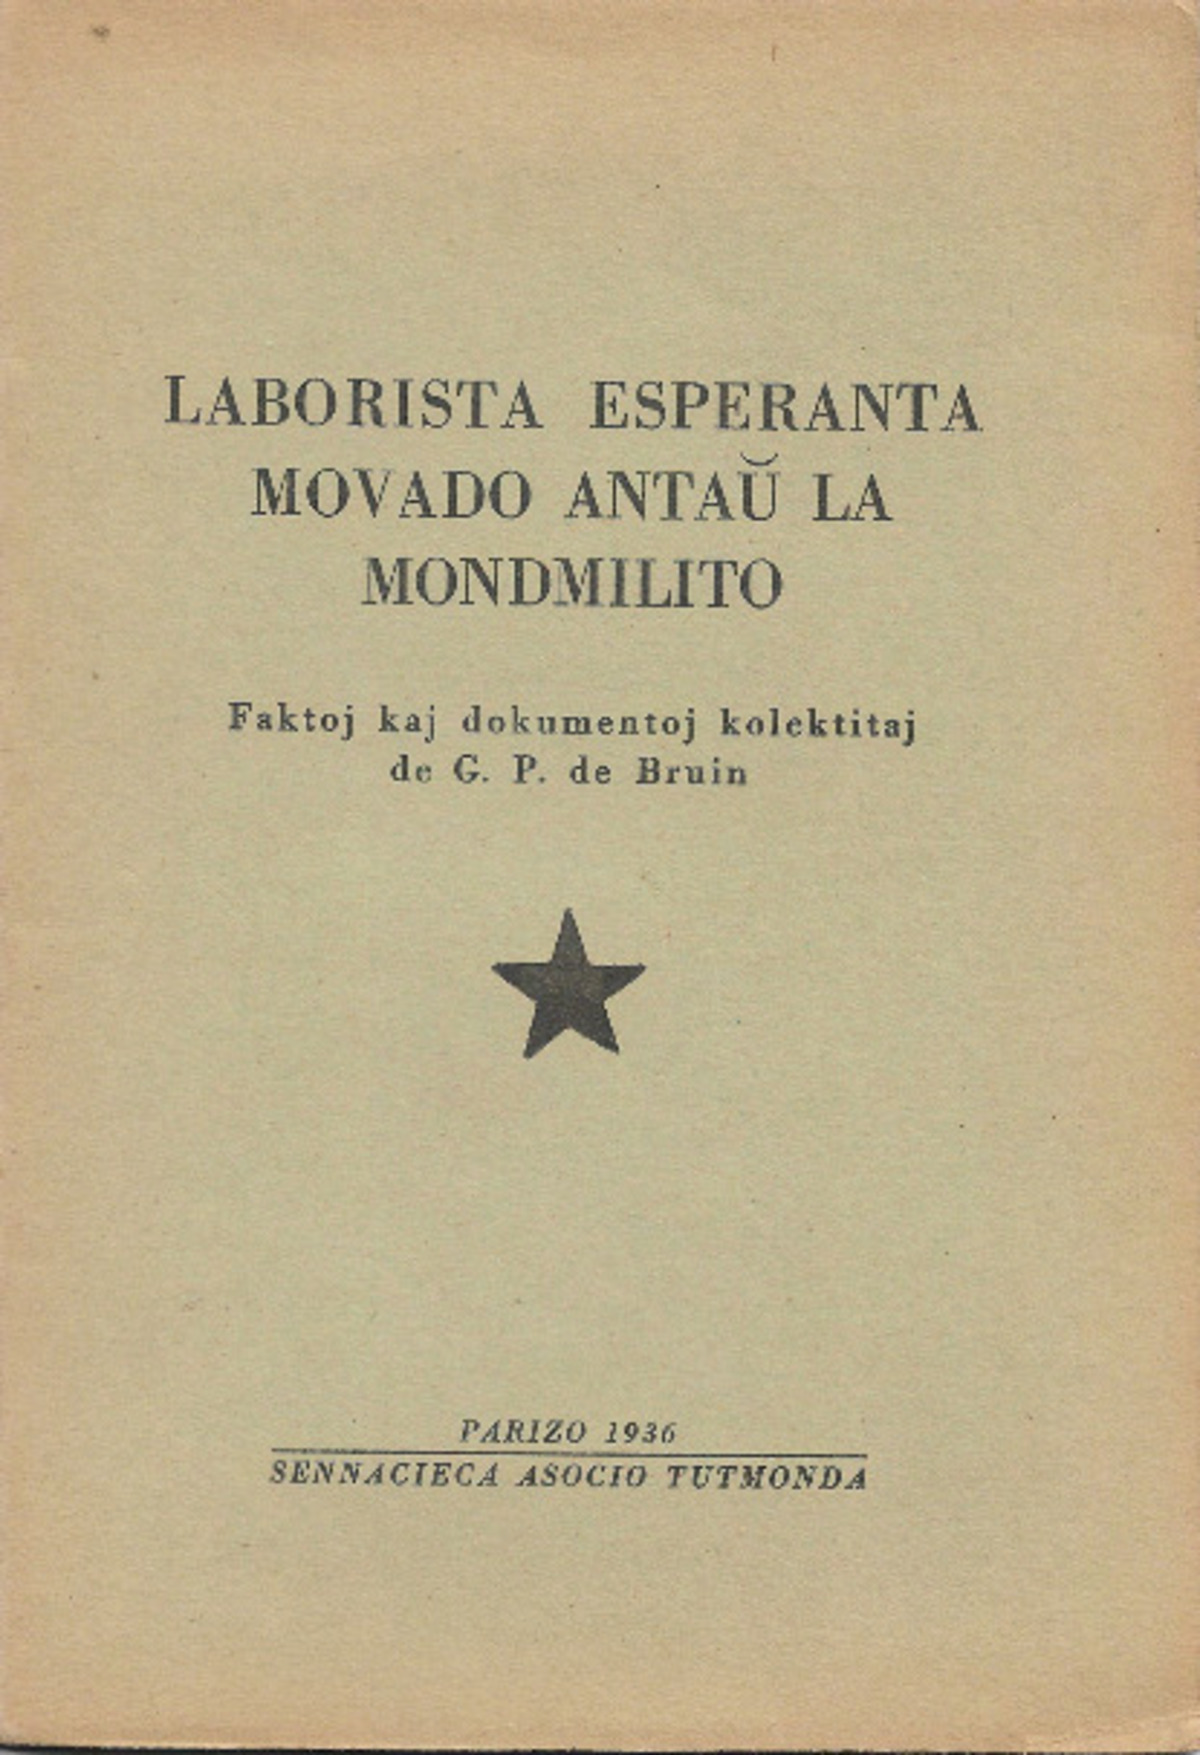 LABORISTA ESPERANTA
MOVADO ANTAŬ LA
MONDMILITO
Faktoj kaj dokumentoj kolektitaj
de G. P. de Bruin
PARIZO 1936
SENNACIECA ASOCIO TUTMONDA